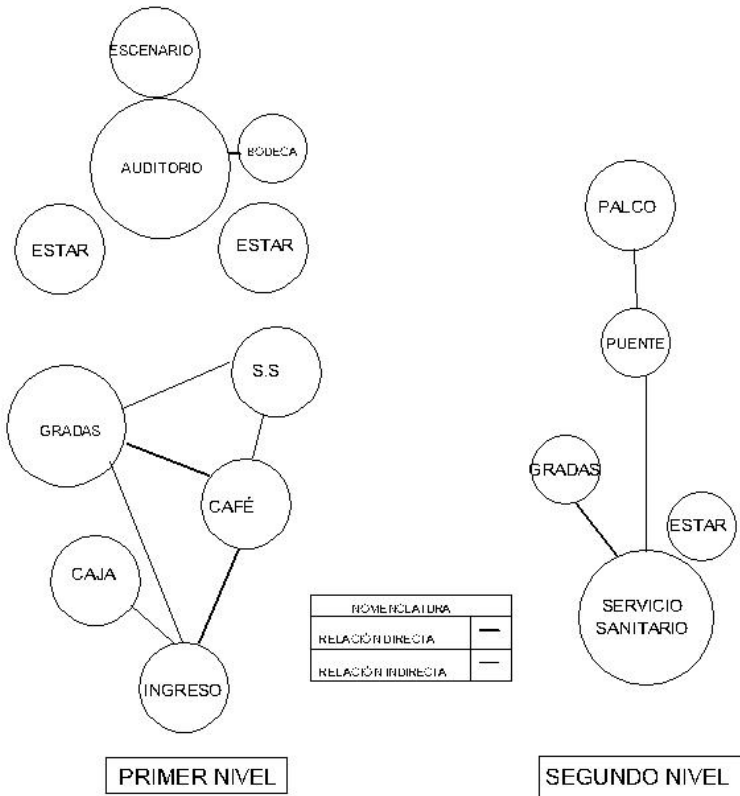 ESCENARIO
AUDITORIO
BODEGA
ESTAR
ESTAR
S.S
GRADAS
CAFÉ
CAJA
INGRESO
NOMENCLATURA
RELACIÓN DIRECTA
RELACIÓN INDIRECTA
PRIMER NIVEL
PALCO
PUENTE
GRADAS
ESTAR
SERVICIO
SANITARIO
SEGUNDO NIVEL